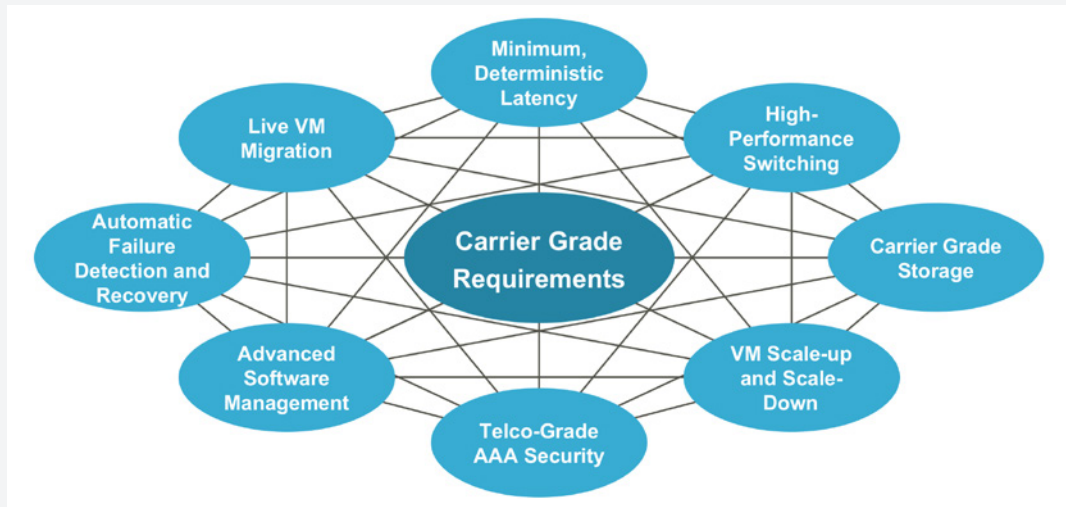 Minimum,
Deterministic
Latency
Live VM
Migration
High-
Performance
Switching
Automatic
Failure
Detection and
Recovery
Carrier Grade
Requirements
Carrier Grade
Storage
Advanced
Software
Management
VM Scale-up
and Scale-
Down
Telco-Grade
AAA Security